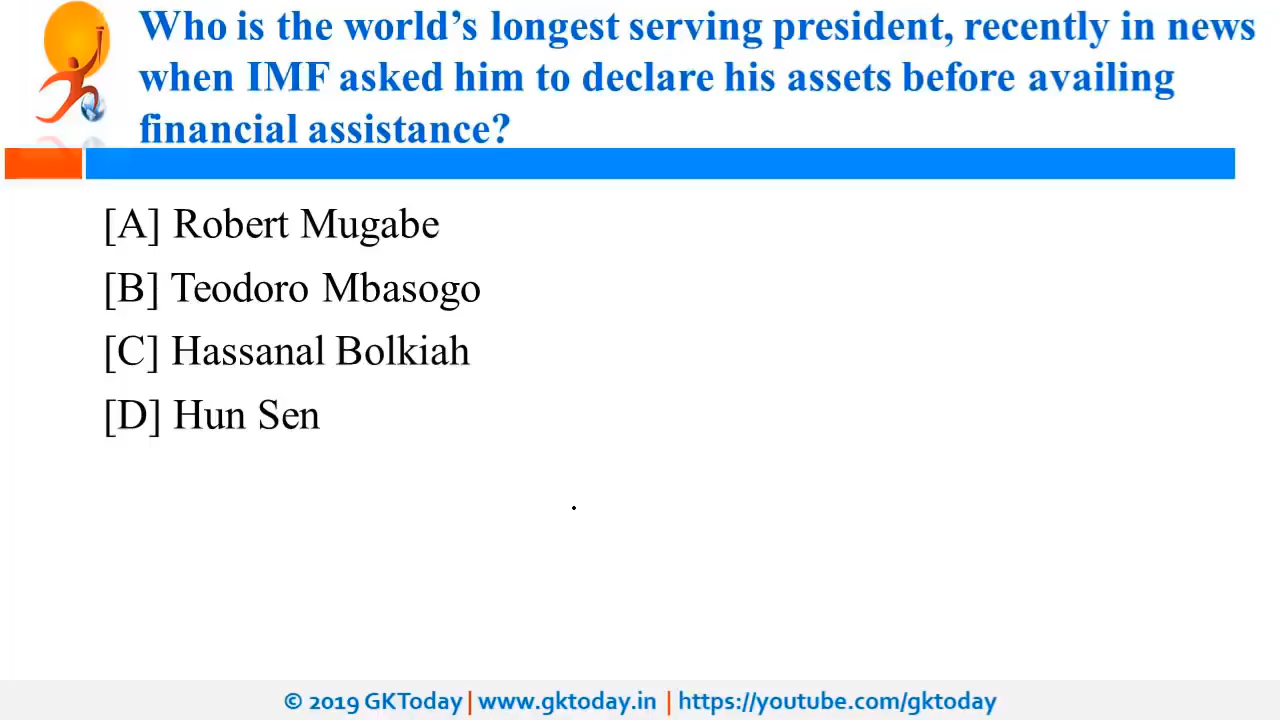 Who is the world’s longest serving president, recently in news
when IMF asked him to declare his assets before availing
financial assistance?
[A] Robert Mugabe
[B] Teodoro Mbasogo
[C] Hassanal Bolkiah
[D] Hun Sen
© 2019 GKToday | www.gktoday.in | https://youtube.com/gktoday